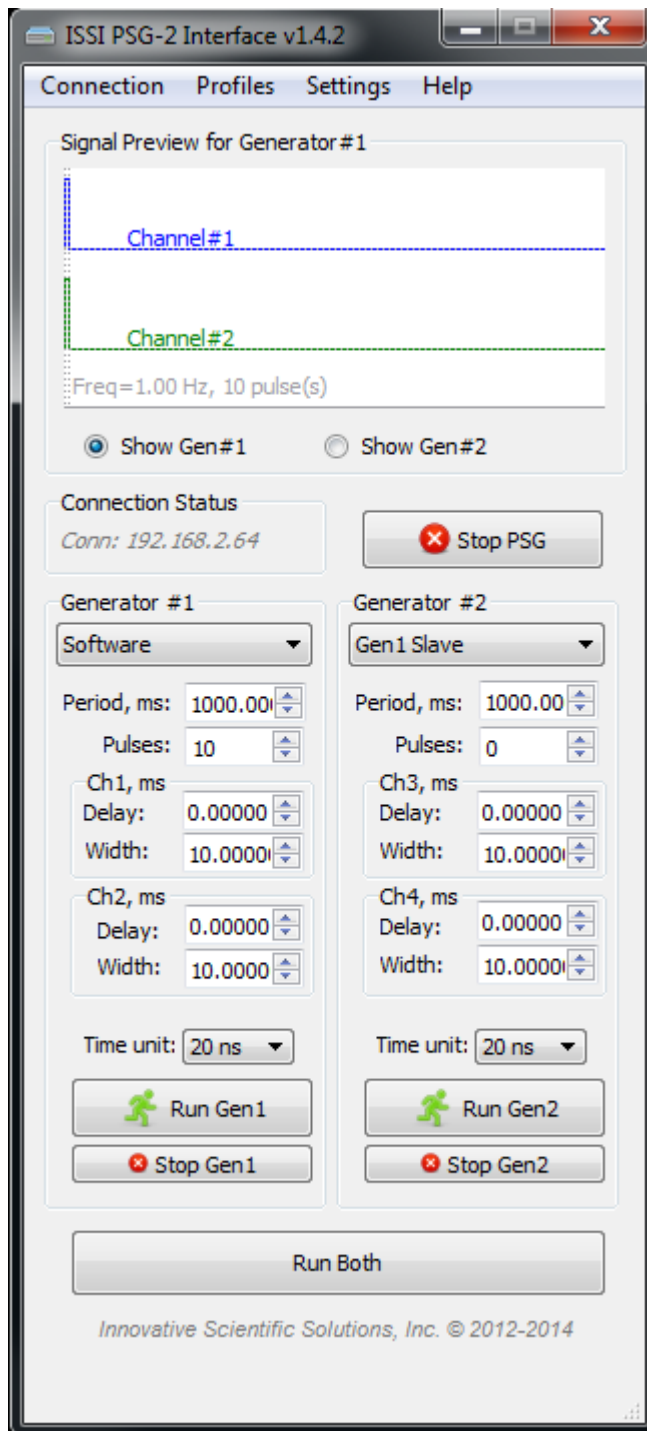 ISSI PSG-2 Interface v1.4.2
Connection Profiles Settings Help
Signal Preview for Generator#1
Channel#1
Channel#2
Freq=1.00 Hz, 10 pulse(s)
Show Gen#1 Show Gen#2
Connection Status
Conn: 192.168.2.64
Stop PSG
Generator #1
Software
Period, ms: 1000.00
Pulses: 10
Ch1, ms
Delay: 0.00000
Width: 10.0000
Ch2, ms
Delay: 0.00000
Width: 10.0000
Time unit: 20 ns
Run Gen1
Stop Gen1
Generator #2
Gen1 Slave
Period, ms: 1000.00
Pulses: 0
Ch3, ms
Delay: 0.00000
Width: 10.0000
Ch4, ms
Delay: 0.00000
Width: 10.0000
Time unit: 20 ns
Run Gen2
Stop Gen2
Run Both
Innovative Scientific Solutions, Inc. © 2012-2014